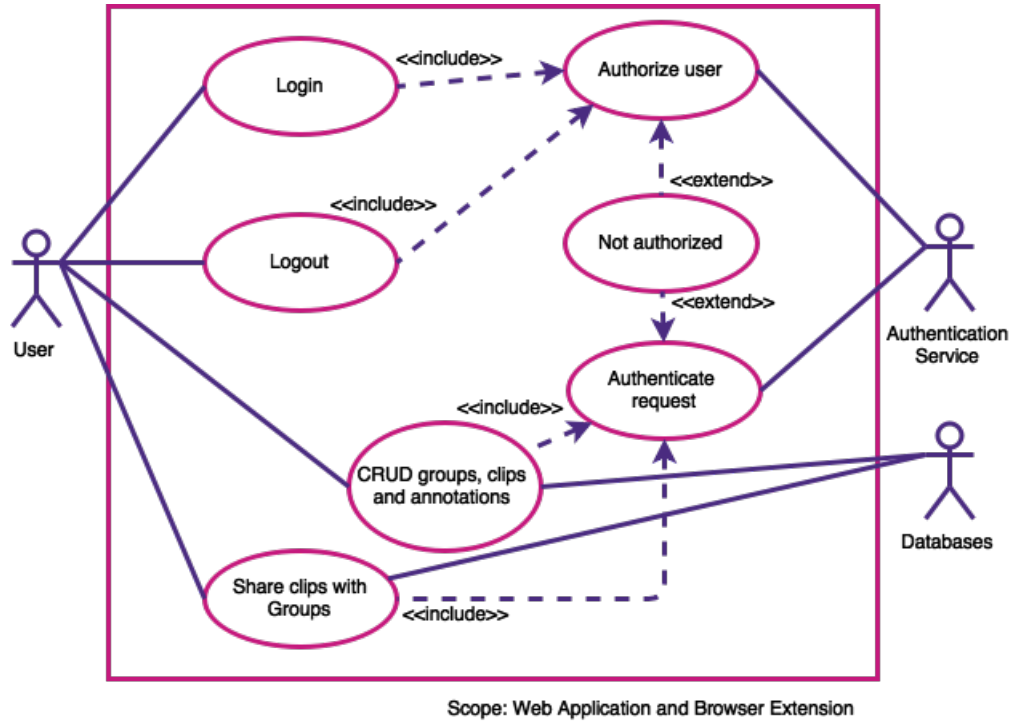 <<include>>
Login
Authorize user
<<extend>>
<<include>>
Logout
Not authorized
<<extend>>
User
Authentication
Service
Authenticate
request
<<include>>
CRUD groups, clips
and annotations
Databases
Share clips with
Groups
<<include>>
Scope: Web Application and Browser Extension